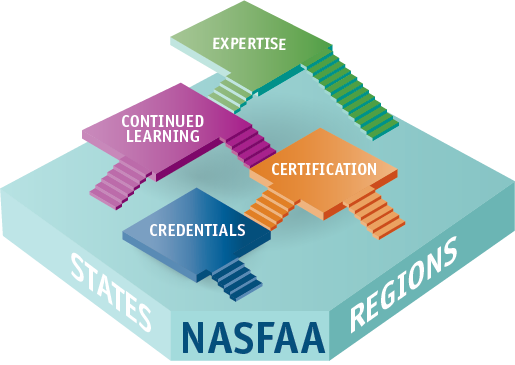 EXPERTISE
CONTINUED
LEARNING
CERTIFICATION
CREDENTIALS
STATES
NASFAA
REGIONS